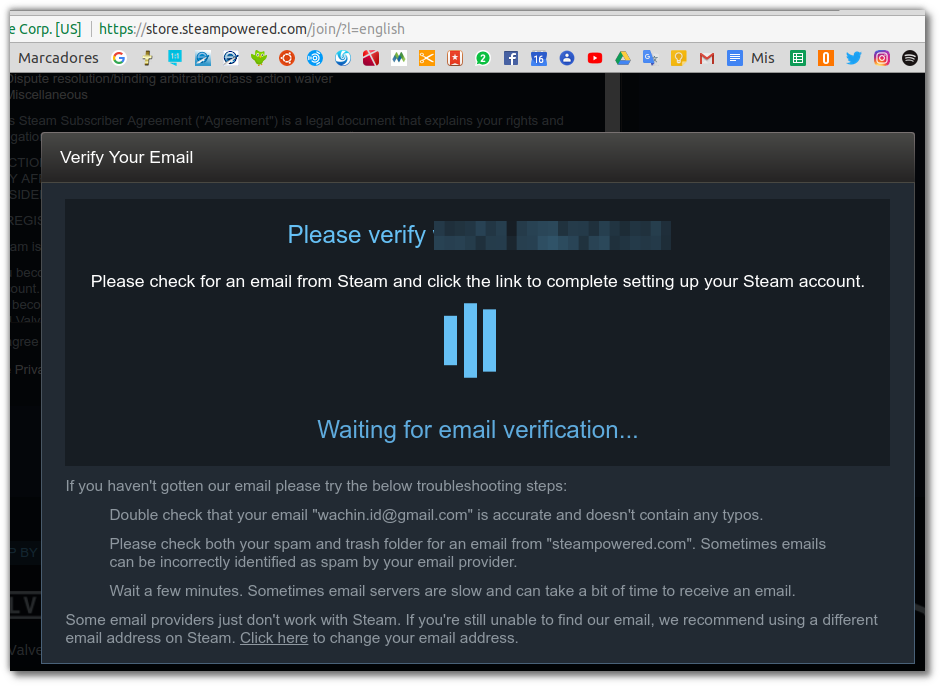 e Corp. [US] https://store.steampowered.com/join/?l=english
Marcadores 1:1 2 16 Mis
Dispute resolution/binding arbitration/class action waiver
Miscellaneous
s Steam Subscriber Agreement ("Agreement") is a legal document that explains your rights and
Verify Your Email
Please verify
Please check for an email from Steam and click the link to complete setting up your Steam account.
Waiting for email verification...
If you haven't gotten our email please try the below troubleshooting steps:
Double check that your email "wachin.id@gmail.com" is accurate and doesn't contain any typos.
Please check both your spam and trash folder for an email from "steampowered.com". Sometimes emails
can be incorrectly identified as spam by your email provider.
Wait a few minutes. Sometimes email servers are slow and can take a bit of time to receive an email.
Some email providers just don't work with Steam. If you're still unable to find our email, we recommend using a different
email address on Steam. Click here to change your email address.